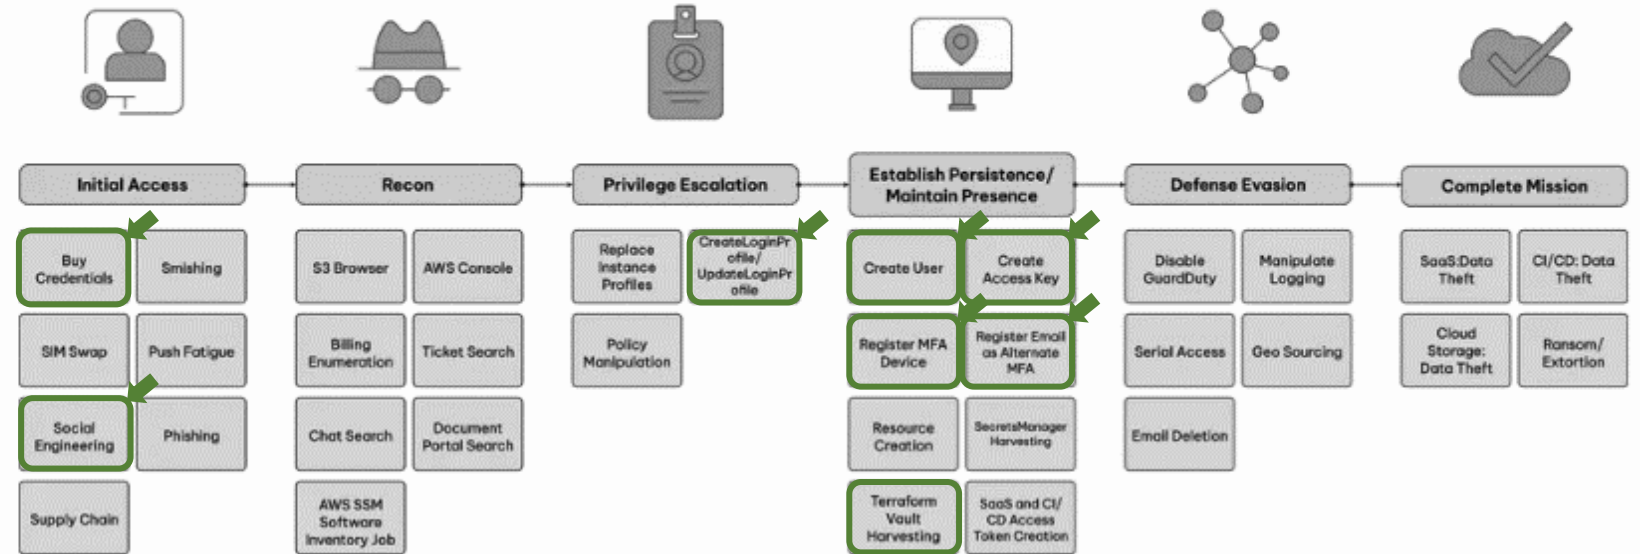 Initial Access
Recon
Privilege Escalation
Establish Persistence/
Maintain Presence
Defense Evasion
Complete Mission
Buy
Credentials
Smishing
SIM Swap
Push Fatigue
Social
Engineering
Phishing
Supply Chain
S3 Browser
AWS Console
Billing
Enumeration
Ticket Search
Chat Search
Document
Portal Search
AWS SSM
Software
Inventory Job
Replace
Instance
Profiles
CreateLoginPr
ofile/
UpdateLoginPr
ofile
Policy
Manipulation
Create User
Create
Access Key
Register MFA
Device
Register Email
as Alternate
MFA
Resource
Creation
SecretsManager
Harvesting
Terraform
Vault
Harvesting
SaaS and CI/
CD Access
Token Creation
Disable
GuardDuty
Manipulate
Logging
Serial Access
Geo Sourcing
Email Deletion
SaaS:Data
Theft
CI/CD: Data
Theft
Cloud
Storage:
Data Theft
Ransom/
Extortion